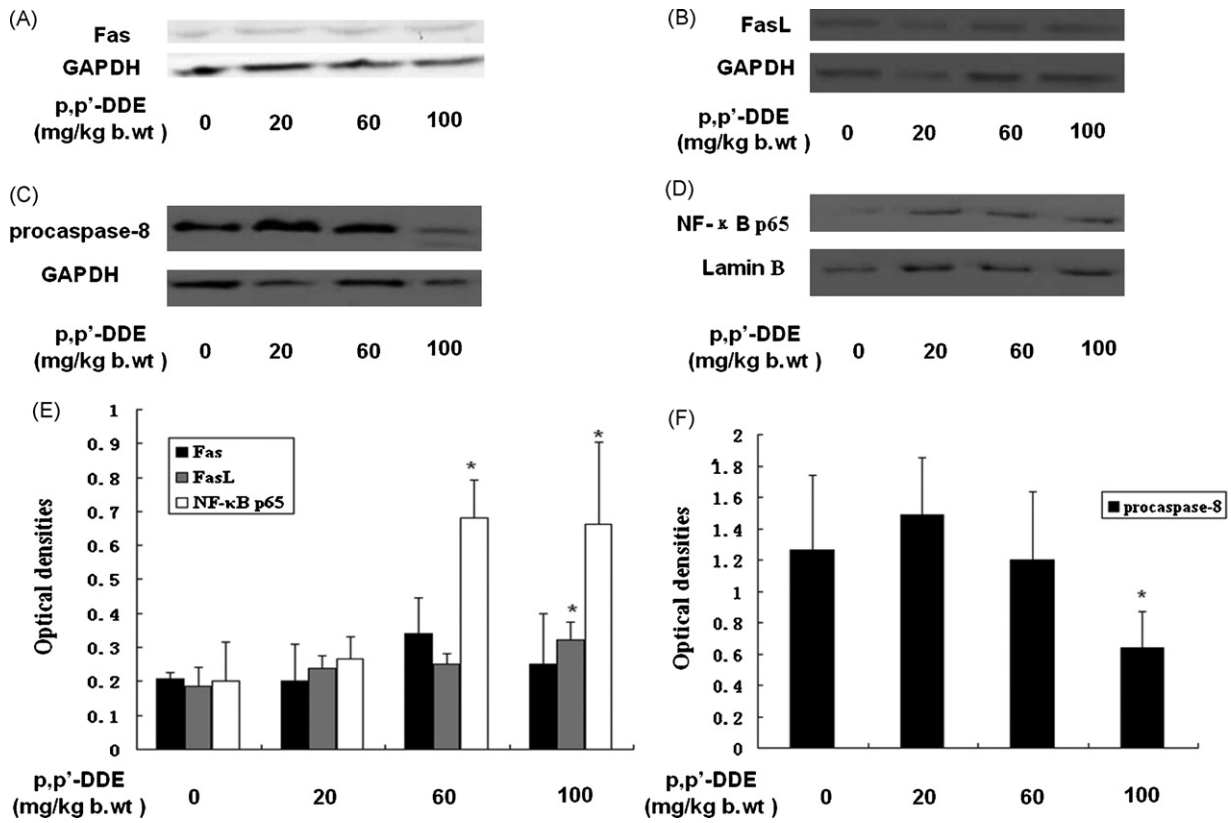 (A)
Fas
GAPDH
p,p'-DDE
(mg/kg b.wt ) 0 20 60 100
(B)
FasL
GAPDH
p,p'-DDE
(mg/kg b.wt ) 0 20 60 100
(C)
procaspase-8
GAPDH
p,p'-DDE
(mg/kg b.wt ) 0 20 60 100
(D)
NF-κB p65
Lamin B
p,p'-DDE
(mg/kg b.wt ) 0 20 60 100
(E)
Optical densities
1
0.9
0.8
0.7
0.6
0.5
0.4
0.3
0.2
0.1
0
Fas
FasL
NF-κB p65
*
*
*
p,p'-DDE
(mg/kg b.wt ) 0 20 60 100
(F)
Optical densities
2
1.8
1.6
1.4
1.2
1
0.8
0.6
0.4
0.2
0
procaspase-8
*
p,p'-DDE
(mg/kg b.wt ) 0 20 60 100